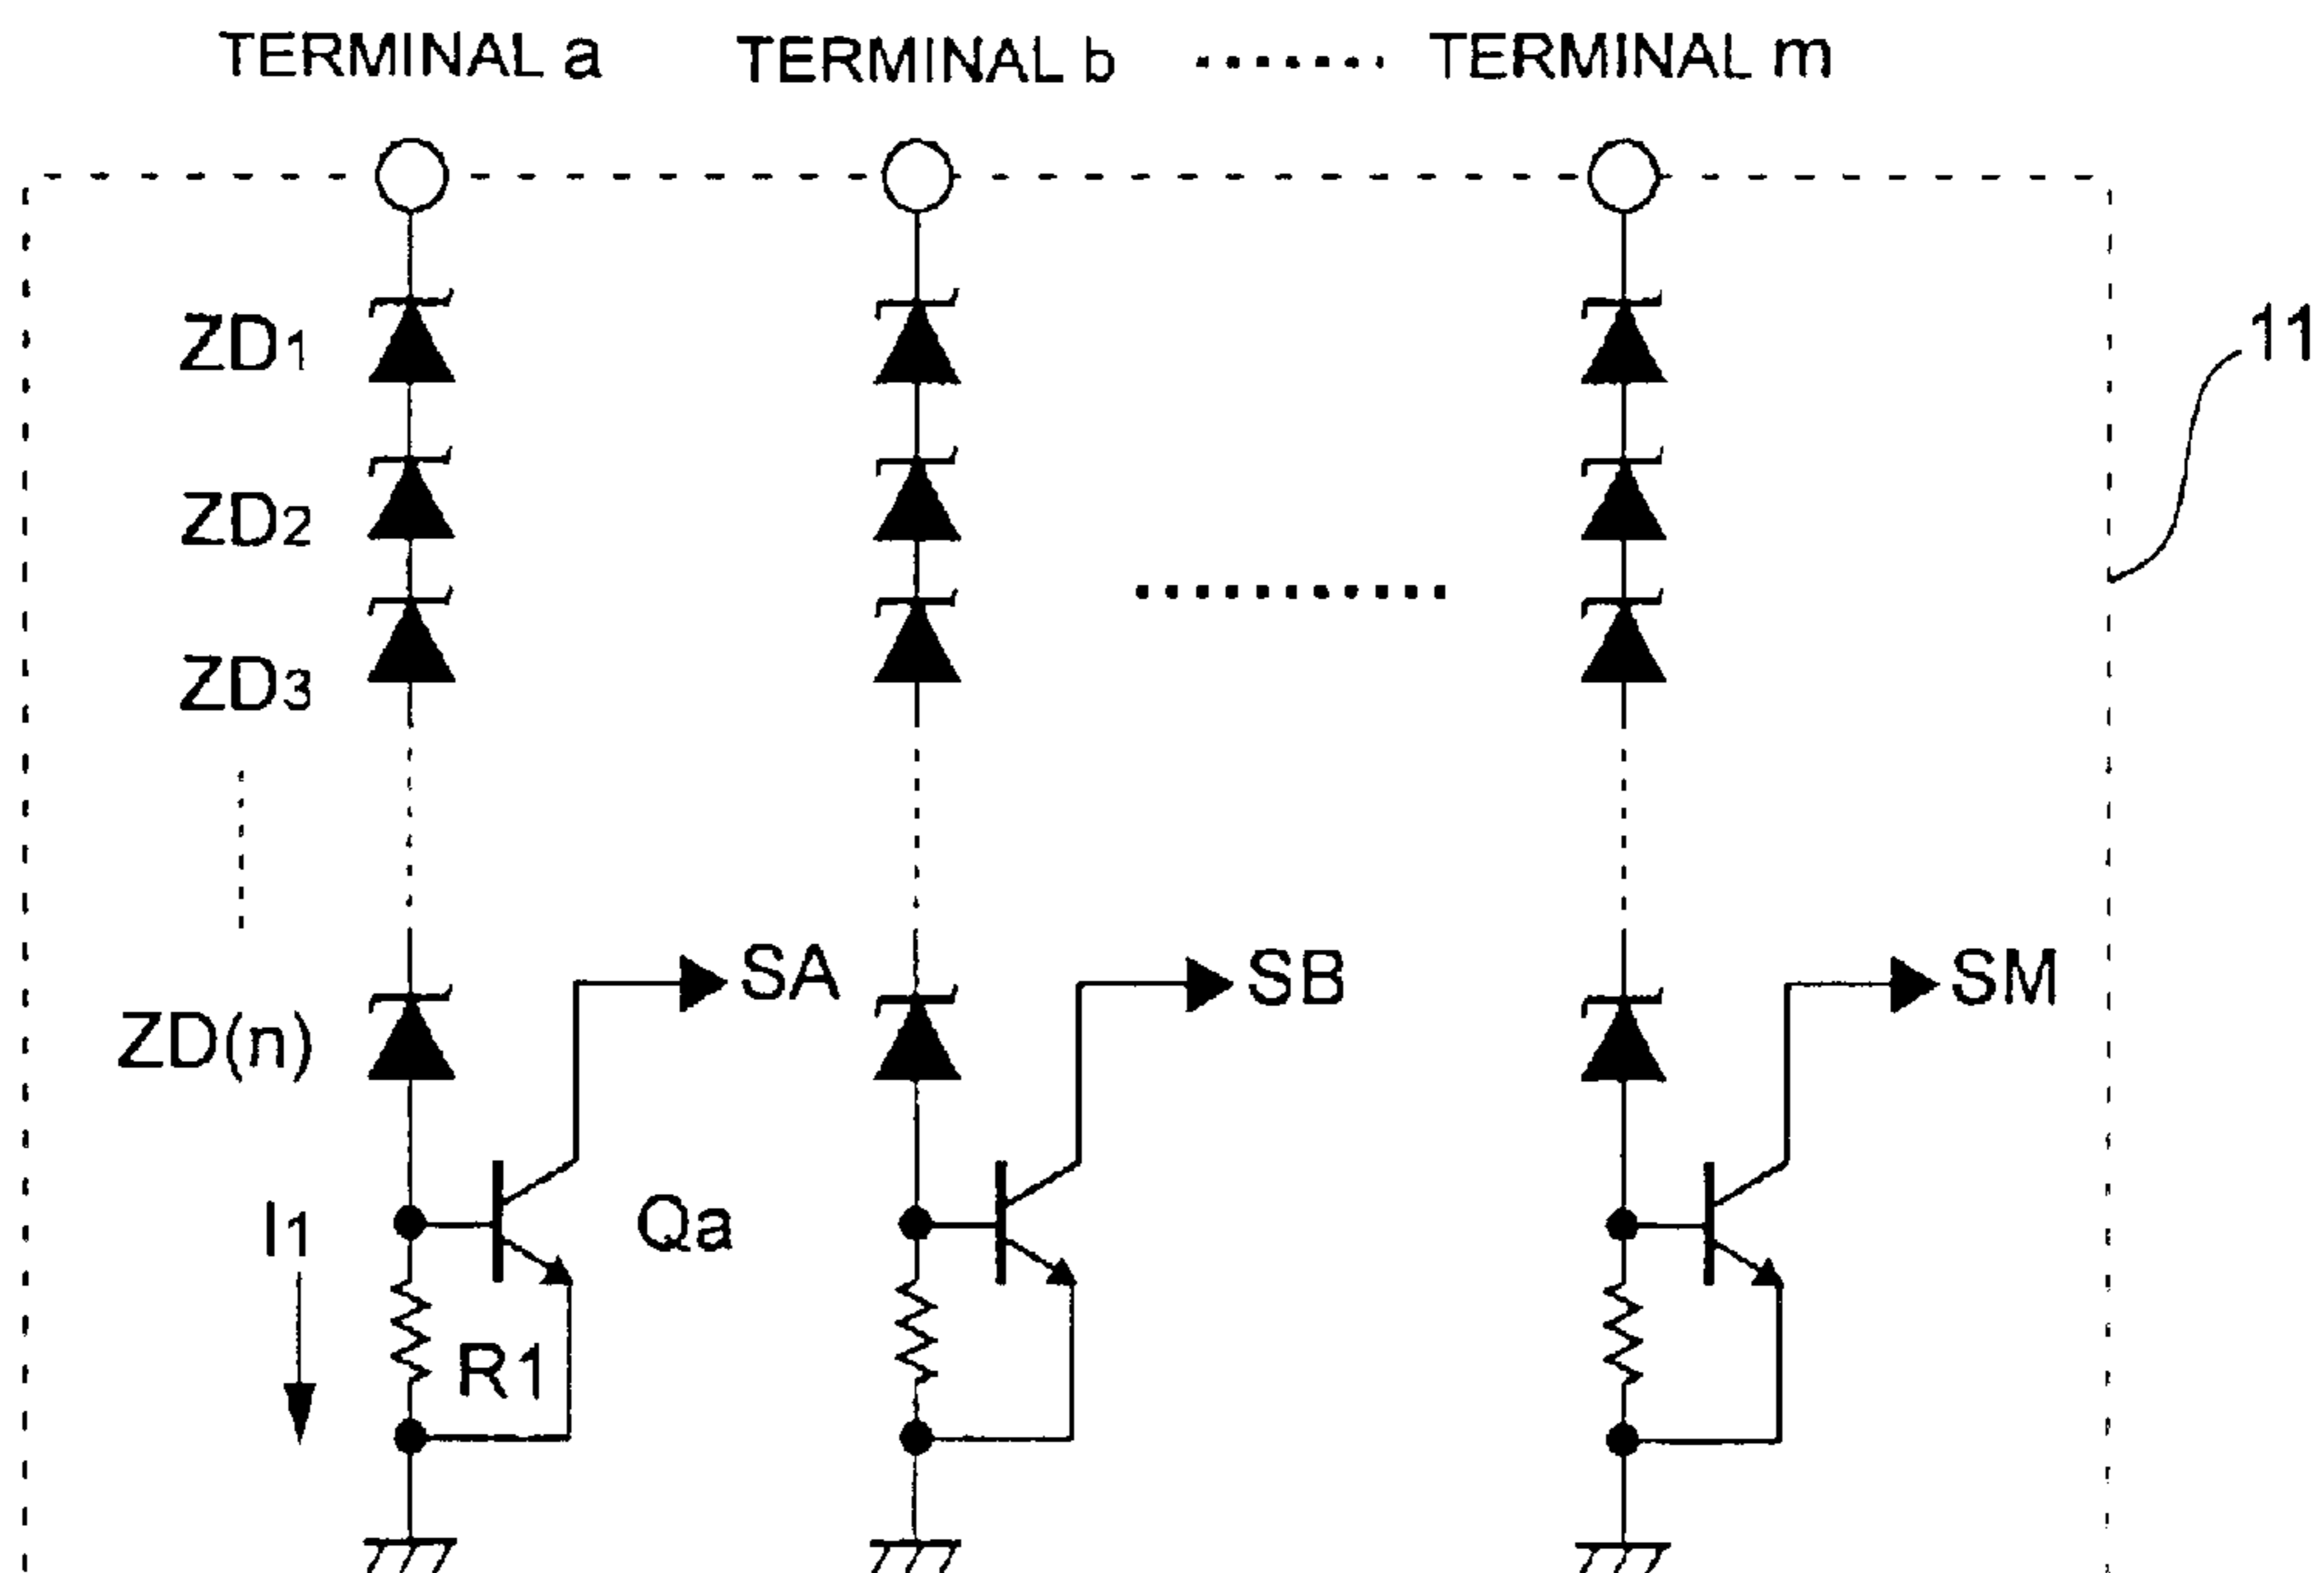 TERMINAL a TERMINAL b ....... TERMINAL m
11
ZD1
ZD2
ZD3
SA
SB
SM
ZD(n)
I1
Qa
R1